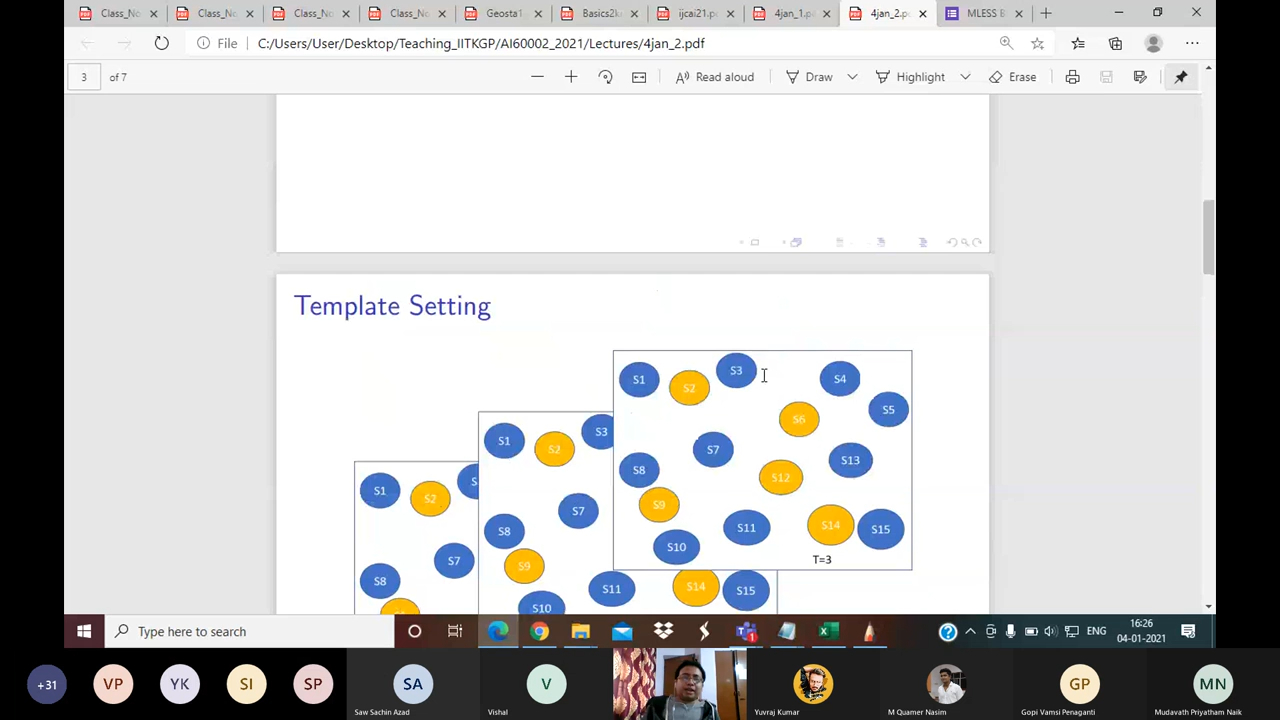 Class_No
Class_No
Class_No
Class_No
Geosta1
Basics2k
ijcai21.p
4jan_1.p
4jan_2.p
MLESS B
File
C:/Users/User/Desktop/Teaching_IITKGP/AI60002_2021/Lectures/4jan_2.pdf
3 of 7
Read aloud
Draw
Highlight
Erase
Template Setting
S1 S2 S3 S4
S5
S6
S7
S8
S13
S12
S9
S14 S15
S11
S10
T=3
S1 S2 S3
S7
S8
S9
S11
S14 S15
S10
S1 S2 S
S7
S8
Type here to search
ENG
16:26
04-01-2021
+31 VP YK SI SP SA V GP MN
Saw Sachin Azad
Vishal
Yuvraj Kumar
M Quamer Nasim
Gopi Vamsi Penaganti
Mudavath Priyatham Naik